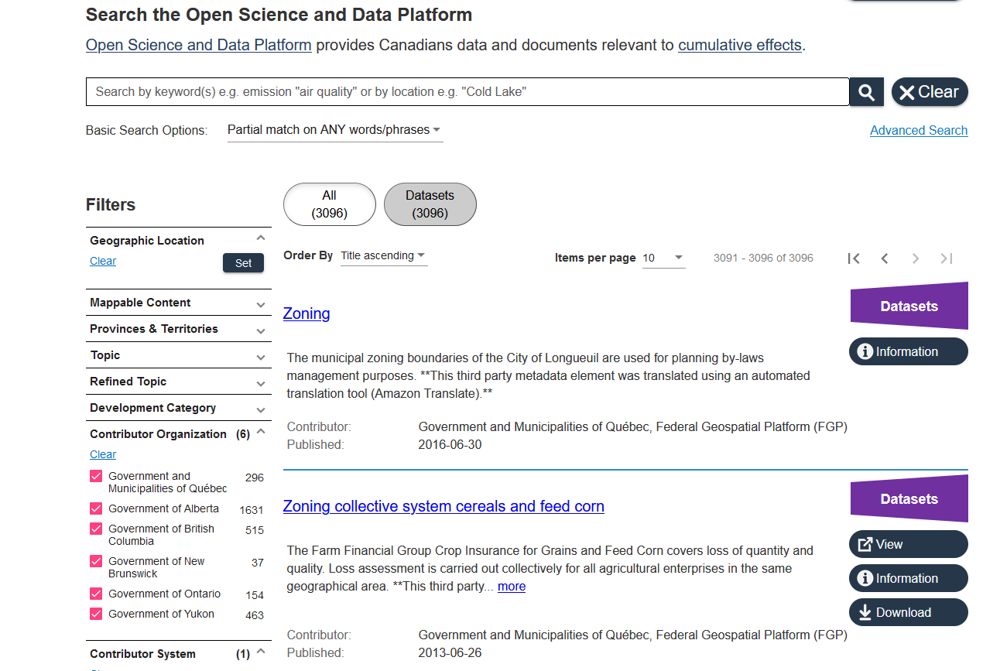 Search the Open Science and Data Platform
Open Science and Data Platform provides Canadians data and documents relevant to cumulative effects.
Search by keyword(s) e.g. emission "air quality" or by location e.g. "Cold Lake"
Clear
Basic Search Options:
Partial match on ANY words/phrases
Advanced Search
Filters
Geographic Location
Clear
Set
Mappable Content
Provinces & Territories
Topic
Refined Topic
Development Category
Contributor Organization (6)
Clear
Government and
Municipalities of Québec
296
Government of Alberta
1631
Government of British
Columbia
515
Government of New
Brunswick
37
Government of Ontario
154
Government of Yukon
463
Contributor System (1)
All
(3096)
Datasets
(3096)
Order By Title ascending
Items per page 10
3091 - 3096 of 3096
Zoning
Datasets
Information
The municipal zoning boundaries of the City of Longueuil are used for planning by-laws
management purposes. **This third party metadata element was translated using an automated
translation tool (Amazon Translate).**
Contributor: Government and Municipalities of Québec, Federal Geospatial Platform (FGP)
Published: 2016-06-30
Zoning collective system cereals and feed corn
Datasets
View
Information
Download
The Farm Financial Group Crop Insurance for Grains and Feed Corn covers loss of quantity and
quality. Loss assessment is carried out collectively for all agricultural enterprises in the same
geographical area. **This third party... more
Contributor: Government and Municipalities of Québec, Federal Geospatial Platform (FGP)
Published: 2013-06-26